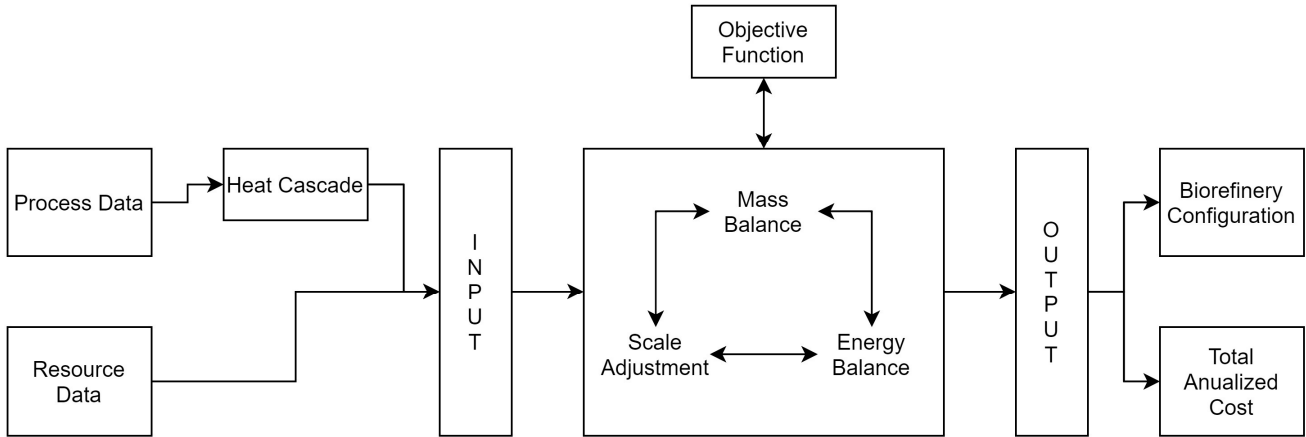 Objective
Function
Process Data
Heat Cascade
Resource
Data
I
N
P
U
T
Mass
Balance
Scale
Adjustment
Energy
Balance
O
U
T
P
U
T
Biorefinery
Configuration
Total
Anualized
Cost